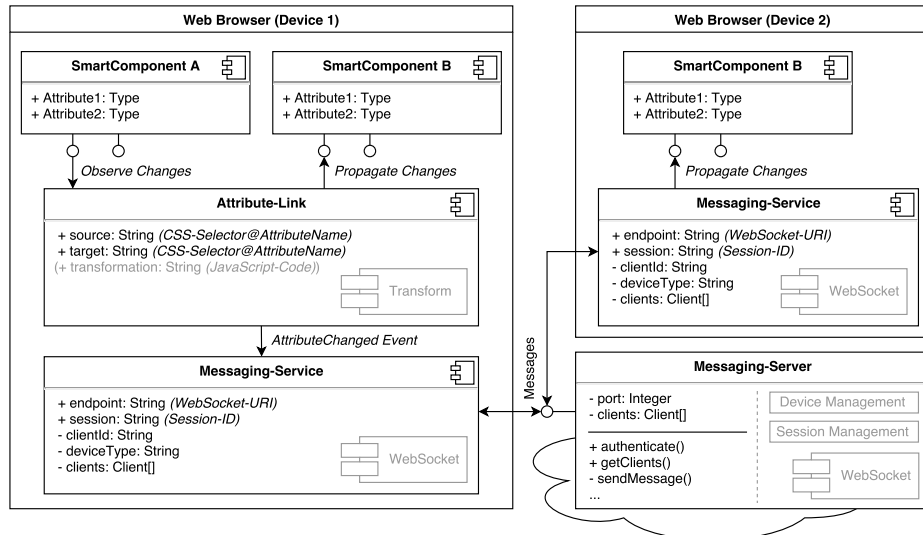 Web Browser (Device 1)
SmartComponent A
+ Attribute1: Type
+ Attribute2: Type
SmartComponent B
+ Attribute1: Type
+ Attribute2: Type
Observe Changes
Propagate Changes
Attribute-Link
+ source: String (CSS-Selector@AttributeName)
+ target: String (CSS-Selector@AttributeName)
(+ transformation: String (JavaScript-Code))
Transform
AttributeChanged Event
Messaging-Service
+ endpoint: String (WebSocket-URI)
+ session: String (Session-ID)
- clientId: String
- deviceType: String
- clients: Client[]
WebSocket
Messages
Web Browser (Device 2)
SmartComponent B
+ Attribute1: Type
+ Attribute2: Type
Propagate Changes
Messaging-Service
+ endpoint: String (WebSocket-URI)
+ session: String (Session-ID)
- clientId: String
- deviceType: String
- clients: Client[]
WebSocket
Messaging-Server
- port: Integer
- clients: Client[]
+ authenticate()
+ getClients()
- sendMessage()
...
Device Management
Session Management
WebSocket